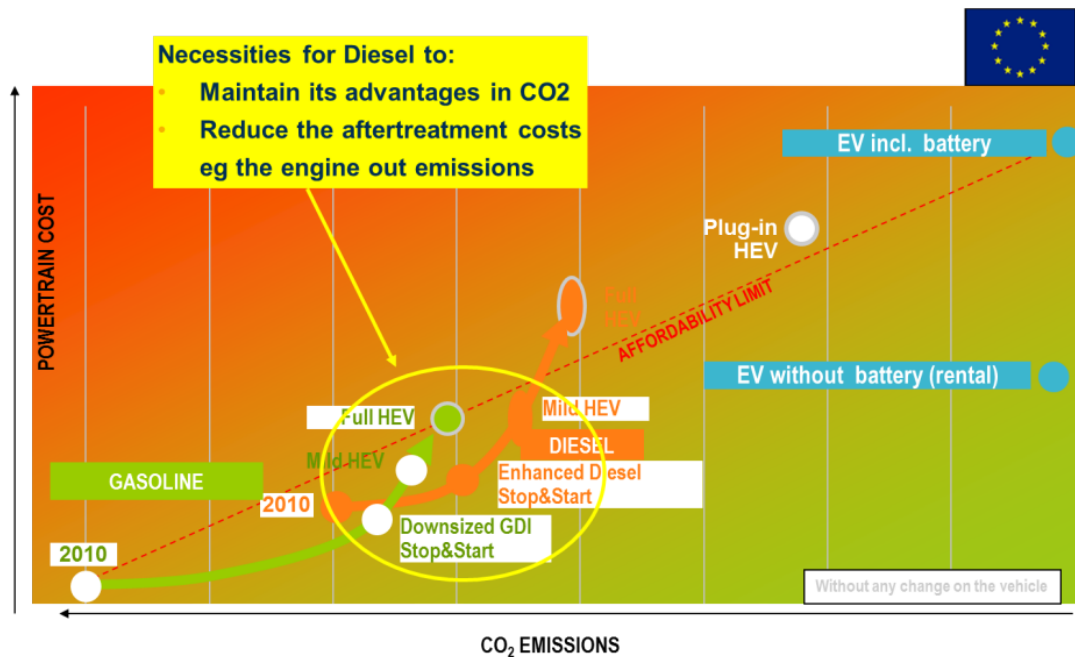 Necessities for Diesel to:
• Maintain its advantages in CO2
• Reduce the aftertreatment costs
eg the engine out emissions
POWERTRAIN COST
EV incl. battery
Plug-in
HEV
Full
HEV
AFFORDABILITY LIMIT
EV without battery (rental)
Full HEV
Mild HEV
DIESEL
Mild HEV
GASOLINE
Enhanced Diesel
Stop&Start
2010
Downsized GDI
Stop&Start
2010
Without any change on the vehicle
CO₂ EMISSIONS